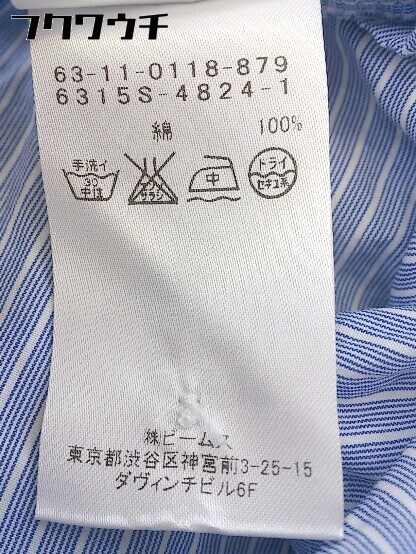 フクワウチ
63-11-0118-879
6315S-4824-1
綿 100%
手洗イ
30
中性
エンソ
サラシ
中
ドライ
セキユ系
S
㈱ビームス
東京都渋谷区神宮前3-25-15
ダヴィンチビル6F